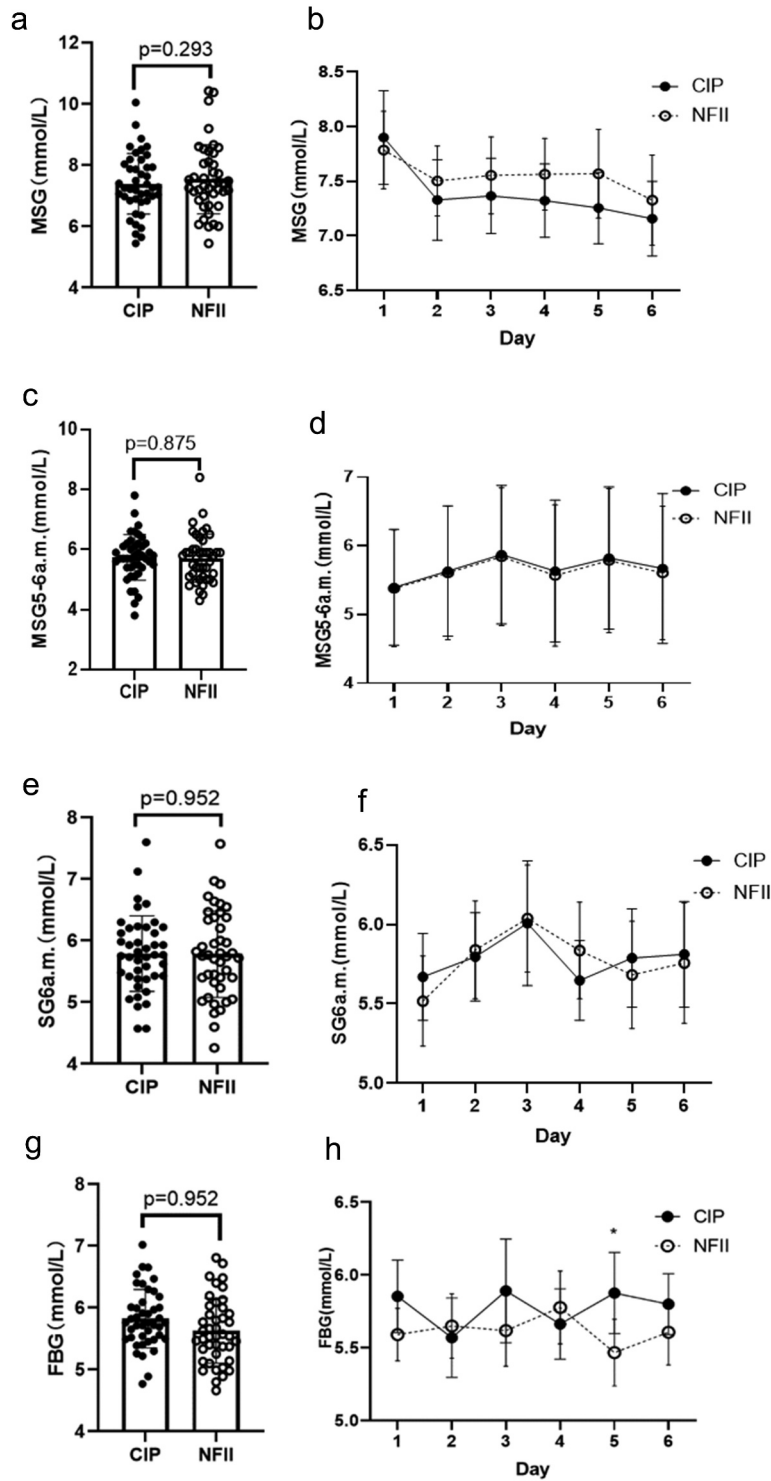 a
p=0.293
MSG (mmol/L)
12
10
8
6
4
CIP
NFII
b
MSG (mmol/L)
8.5
8.0
7.5
7.0
6.5
CIP
NFII
1 2 3 4 5 6
Day
c
p=0.875
MSG5-6a.m.(mmol/L)
10
8
6
4
2
CIP
NFII
d
MSG5-6a.m.(mmol/L)
7
6
5
4
CIP
NFII
1 2 3 4 5 6
Day
e
p=0.952
SG6a.m.(mmol/L)
8
7
6
5
4
CIP
NFII
f
SG6a.m.(mmol/L)
6.5
6.0
5.5
5.0
CIP
NFII
1 2 3 4 5 6
Day
g
p=0.952
FBG (mmol/L)
8
7
6
5
4
CIP
NFII
h
FBG(mmol/L)
6.5
6.0
5.5
5.0
*
CIP
NFII
1 2 3 4 5 6
Day